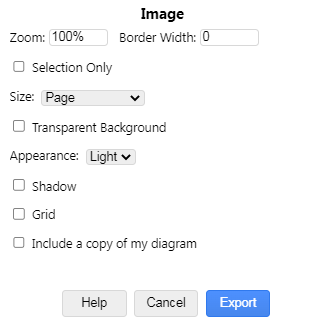 Image
Zoom: 100% Border Width: 0
Selection Only
Size: Page
Transparent Background
Appearance: Light
Shadow
Grid
Include a copy of my diagram
Help Cancel Export